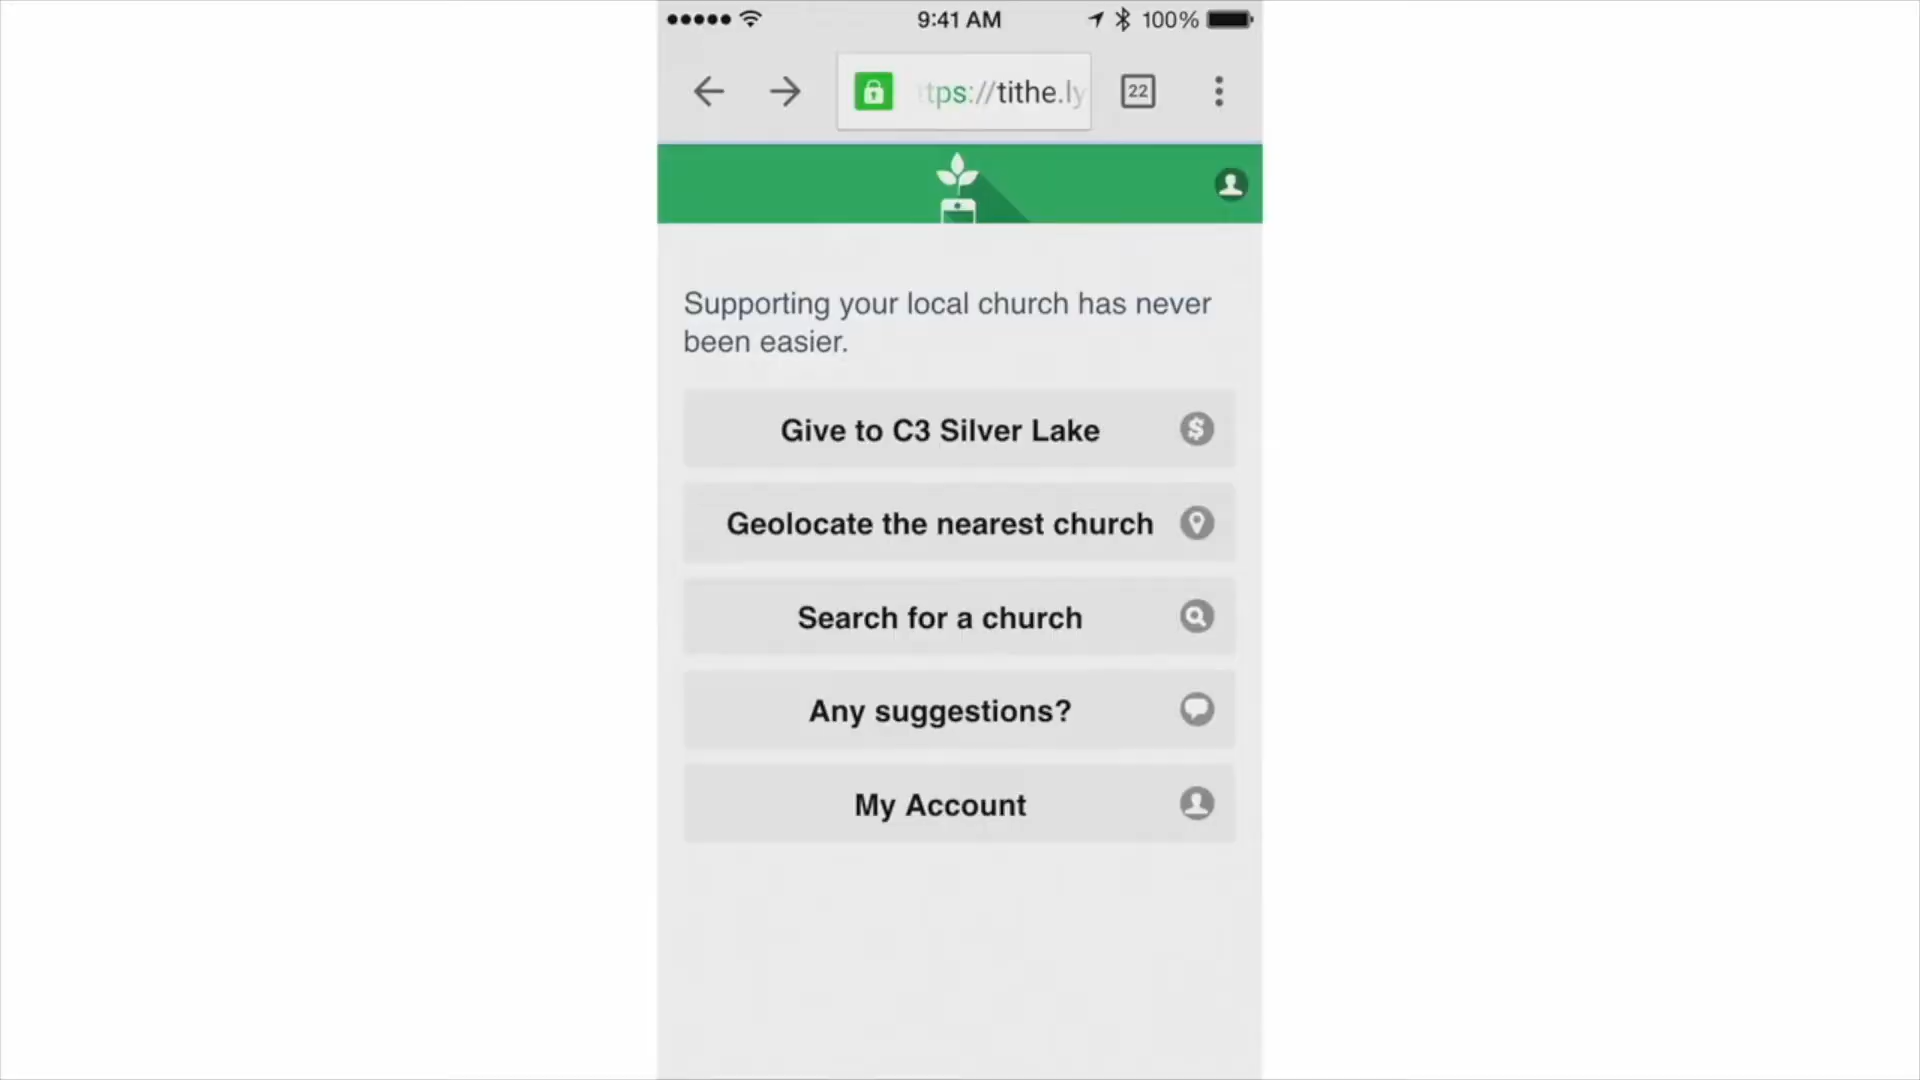 9:41 AM 100%
ttps://tithe.ly 22
Supporting your local church has never
been easier.
Give to C3 Silver Lake
Geolocate the nearest church
Search for a church
Any suggestions?
My Account